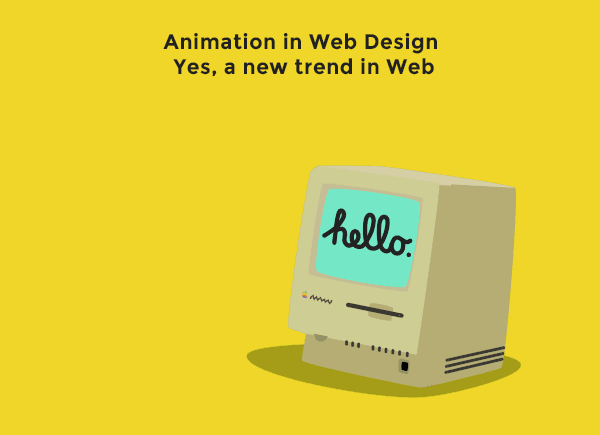 Animation in Web Design
Yes, a new trend in Web
hello.